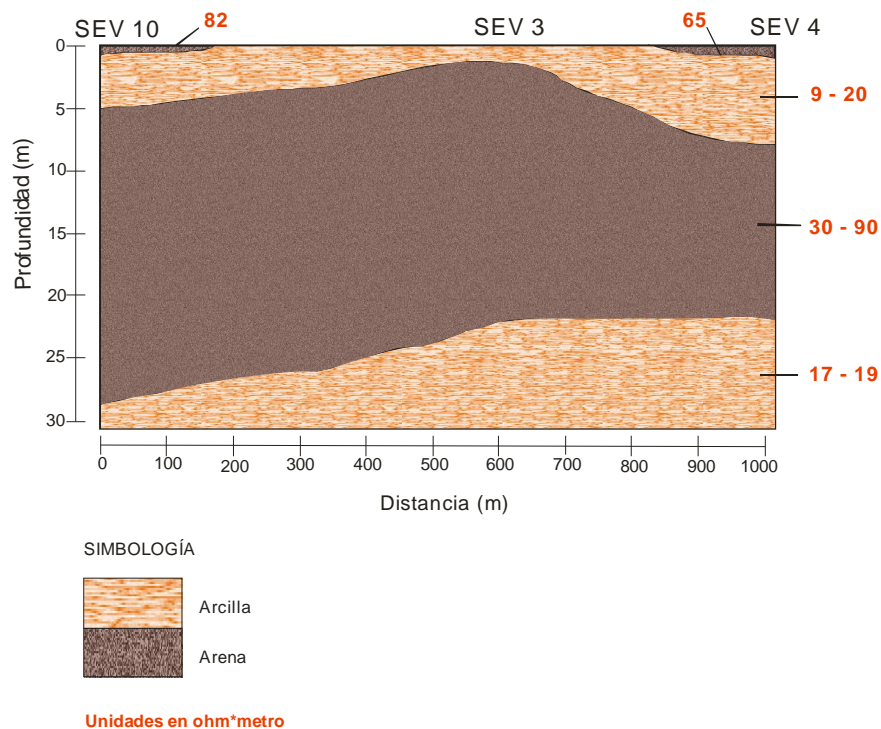 SEV 10
82
SEV 3
65
SEV 4
Profundidad (m)
0
5
10
15
20
25
30
9 - 20
30 - 90
17 - 19
0 100 200 300 400 500 600 700 800 900 1000
Distancia (m)
SIMBOLOGÍA
Arcilla
Arena
Unidades en ohm*metro